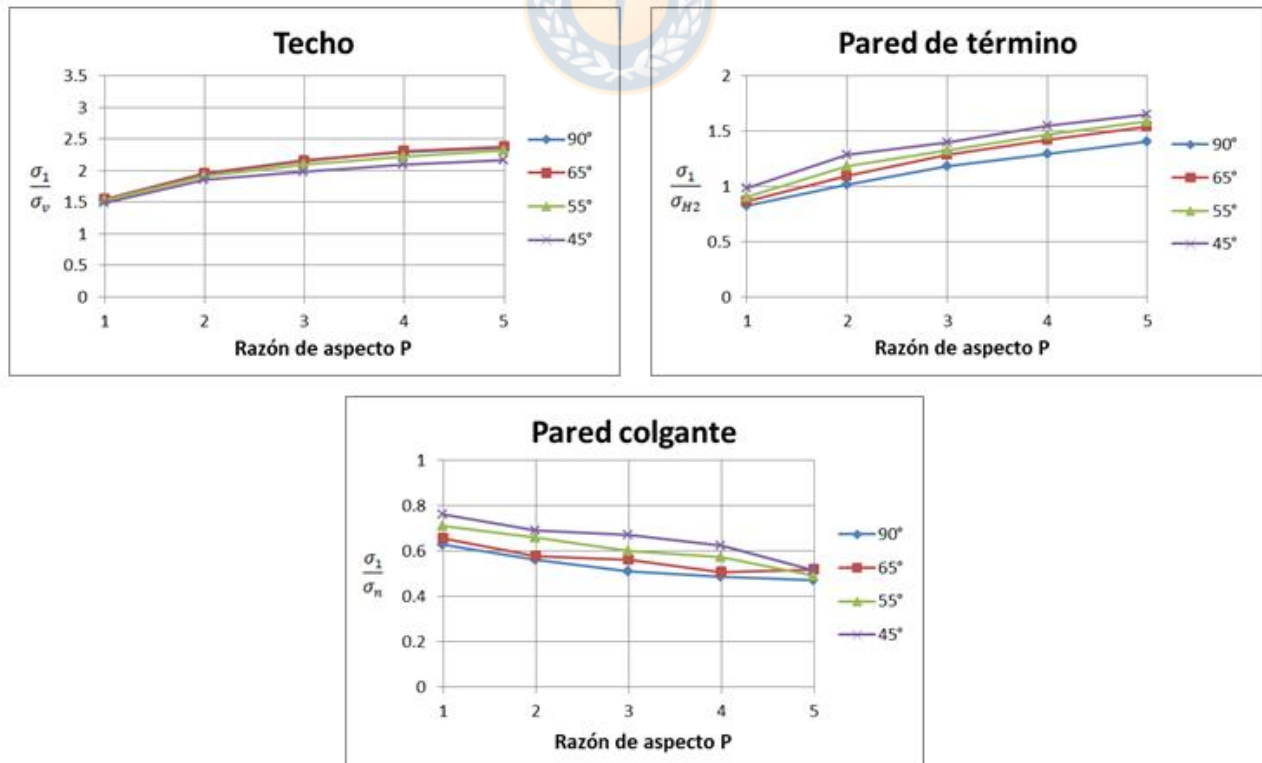 Techo
3.5
3
2.5
2
1.5
1
0.5
0
σ₁
σᵥ
1 2 3 4 5
Razón de aspecto P
90°
65°
55°
45°
Pared de término
2
1.5
1
0.5
0
σ₁
σ_H2
1 2 3 4 5
Razón de aspecto P
90°
65°
55°
45°
Pared colgante
1
0.8
0.6
0.4
0.2
0
σ₁
σₙ
1 2 3 4 5
Razón de aspecto P
90°
65°
55°
45°